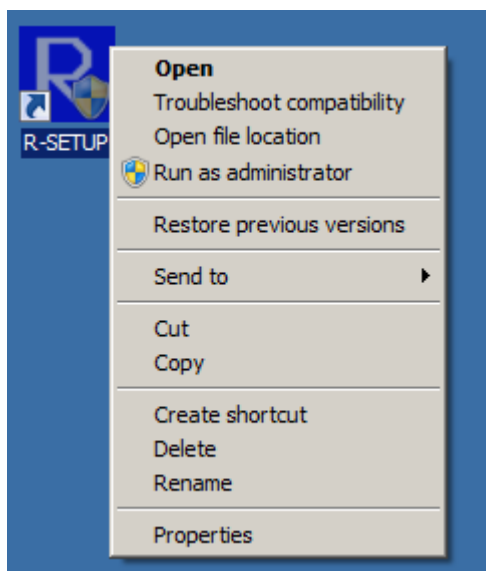 R
R-SETUP
Open
Troubleshoot compatibility
Open file location
Run as administrator
Restore previous versions
Send to
Cut
Copy
Create shortcut
Delete
Rename
Properties